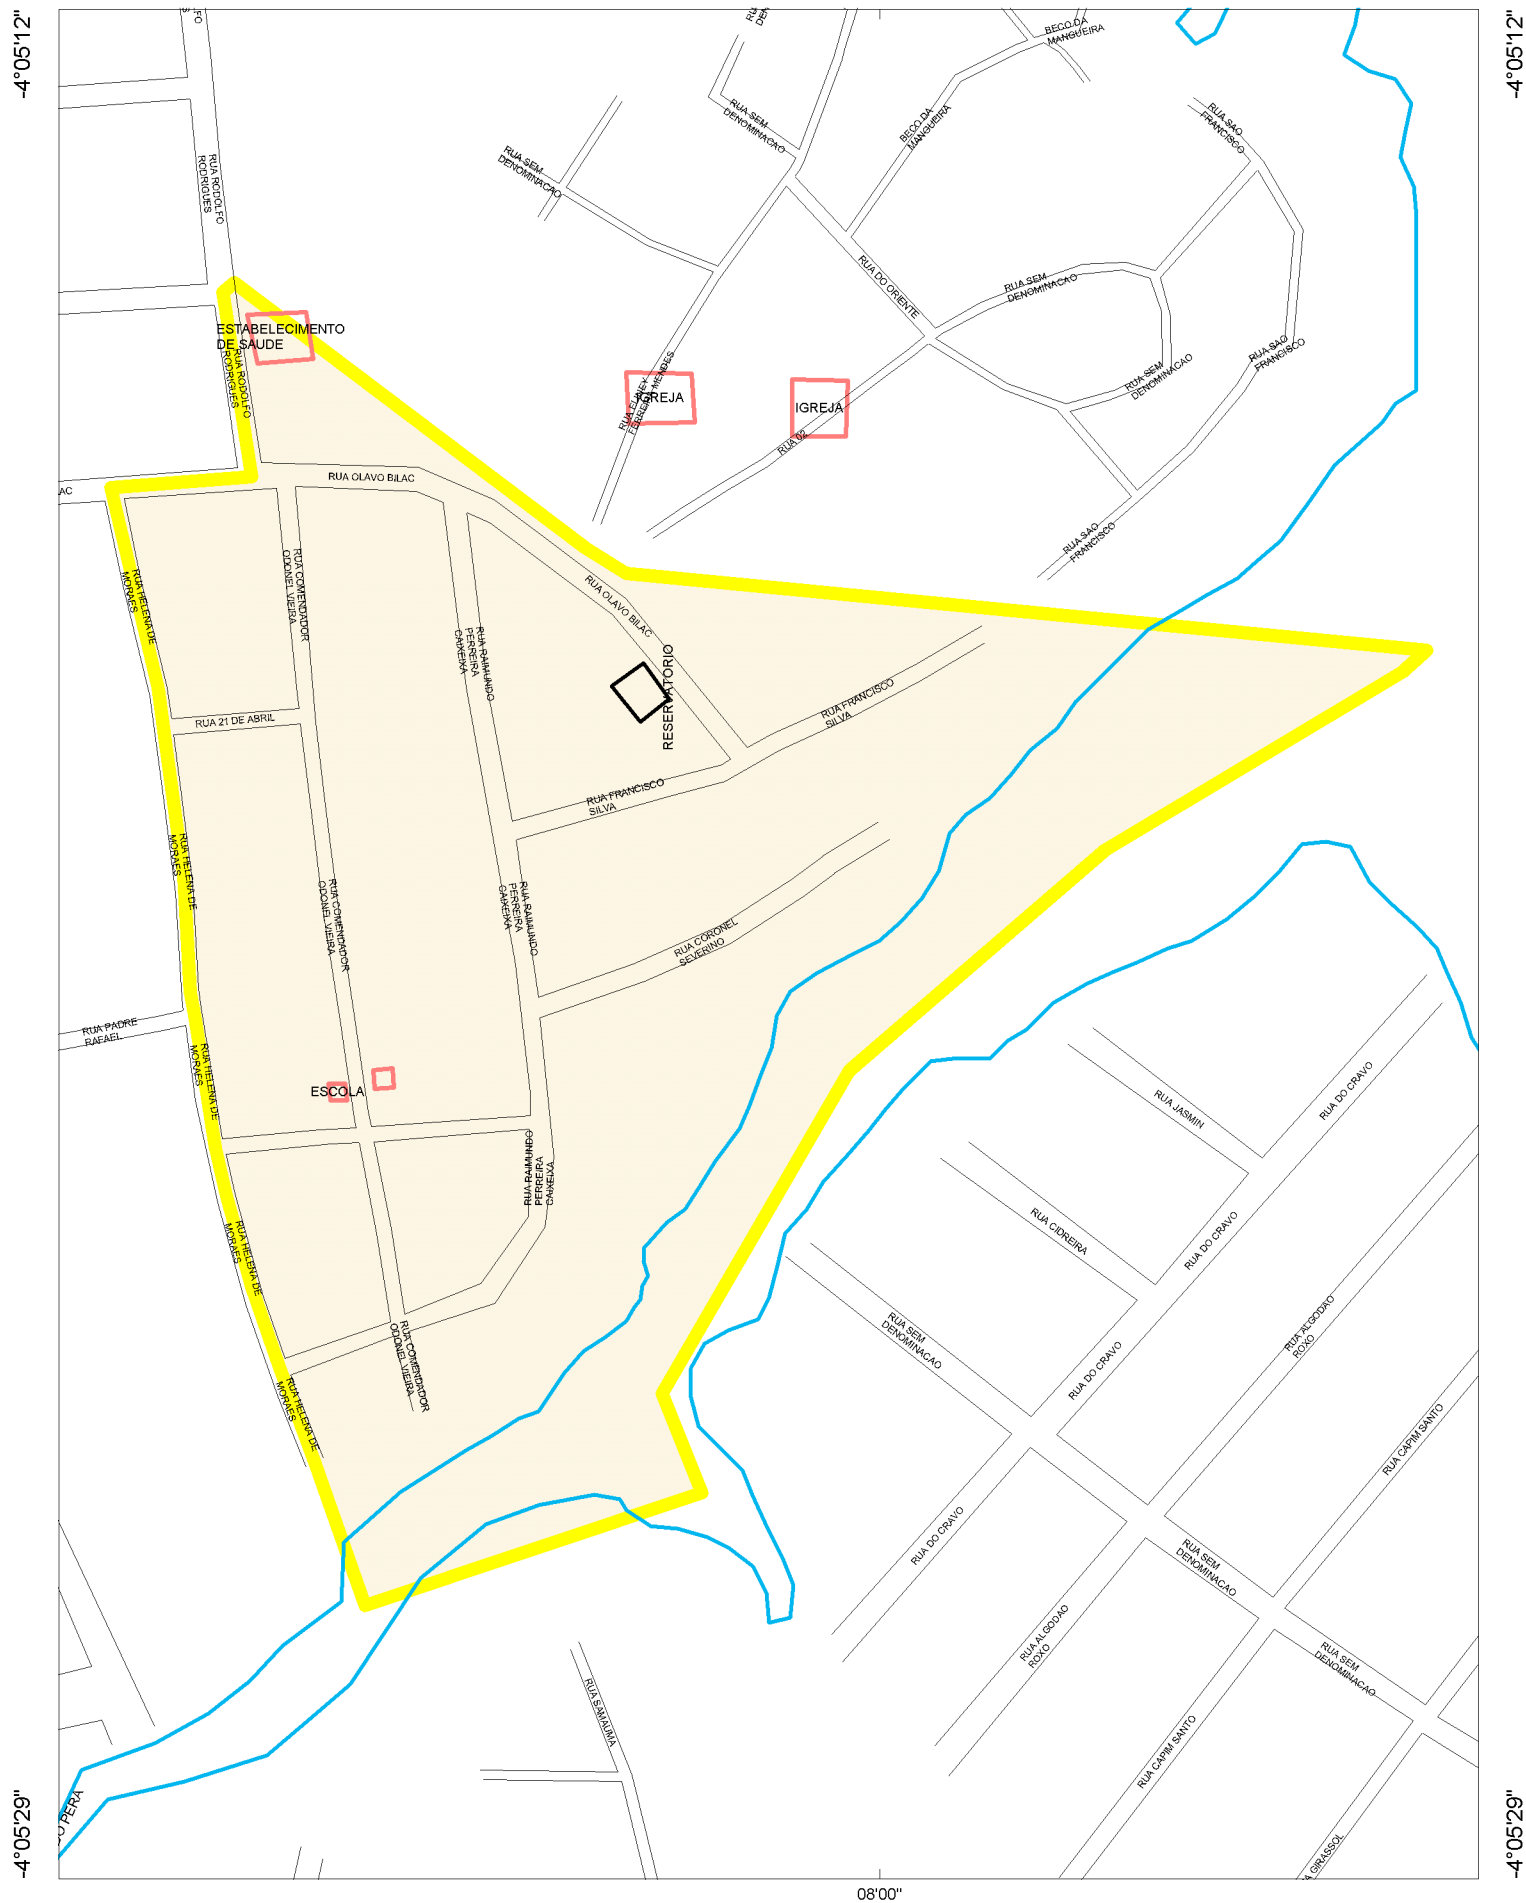 -4°05'12"
-4°05'12"
BECO DA
MANGUEIRA
RUA SEM
DENOMINACAO
BECO DA
MANGUEIRA
RUA SAO
FRANCISCO
RUA SEM
DENOMINACAO
RUA RODOLFO
RODRIGUES
RUA DO ORIENTE
RUA SEM
DENOMINACAO
ESTABELECIMENTO
DE SAUDE
RUA RODOLFO
RODRIGUES
RUA SAO
FRANCISCO
RUA SEM
DENOMINACAO
FERREIRA MENDES
IGREJA
IGREJA
RUA 02
RUA OLAVO BILAC
AC
RUA SAO
FRANCISCO
RUA COMENDADOR
ODONEL VIEIRA
RUA HELENA DE
MORAES
RUA OLAVO BILAC
RUA RAIMUNDO
PERREIRA
CAIXEIXA
RESERVATORIO
RUA FRANCISCO
SILVA
RUA 21 DE ABRIL
RUA FRANCISCO
SILVA
RUA HELENA DE
MORAES
RUA COMENDADOR
ODONEL VIEIRA
RUA RAIMUNDO
PERREIRA
CAIXEIXA
RUA CORONEL
SEVERINO
RUA PADRE
RAFAEL
RUA HELENA DE
MORAES
ESCOLA
RUA JASMIN
RUA DO CRAVO
RUA RAIMUNDO
PERREIRA
CAIXEIXA
RUA CIDREIRA
RUA DO CRAVO
RUA HELENA DE
MORAES
RUA SEM
DENOMINACAO
RUA ALGODAO
ROXO
RUA COMENDADOR
ODONEL VIEIRA
RUA DO CRAVO
RUA HELENA DE
MORAES
RUA CAPIM SANTO
RUA DO CRAVO
RUA SEM
DENOMINACAO
RUA ALGODAO
ROXO
RUA SEM
DENOMINACAO
RUA SAMAUMA
RUA CAPIM SANTO
PERA
A GIRASSOL
-4°05'29"
-4°05'29"
08'00"